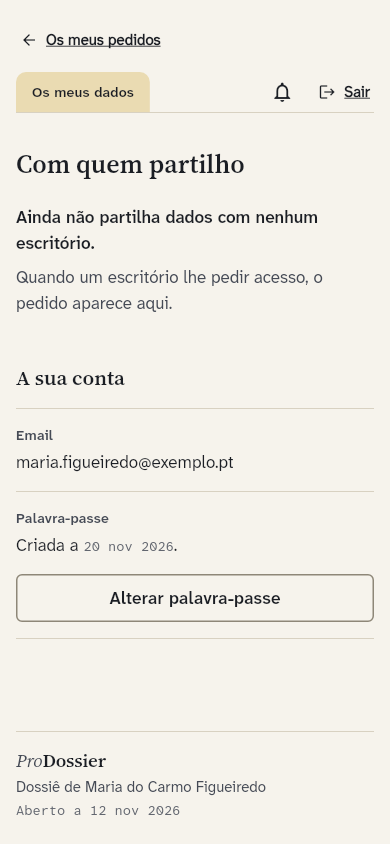 Os meus pedidos
Os meus dados
Sair
Com quem partilho
Ainda não partilha dados com nenhum
escritório.
Quando um escritório lhe pedir acesso, o
pedido aparece aqui.
A sua conta
Email
maria.figueiredo@exemplo.pt
Palavra-passe
Criada a 20 nov 2026.
Alterar palavra-passe
ProDossier
Dossiê de Maria do Carmo Figueiredo
Aberto a 12 nov 2026